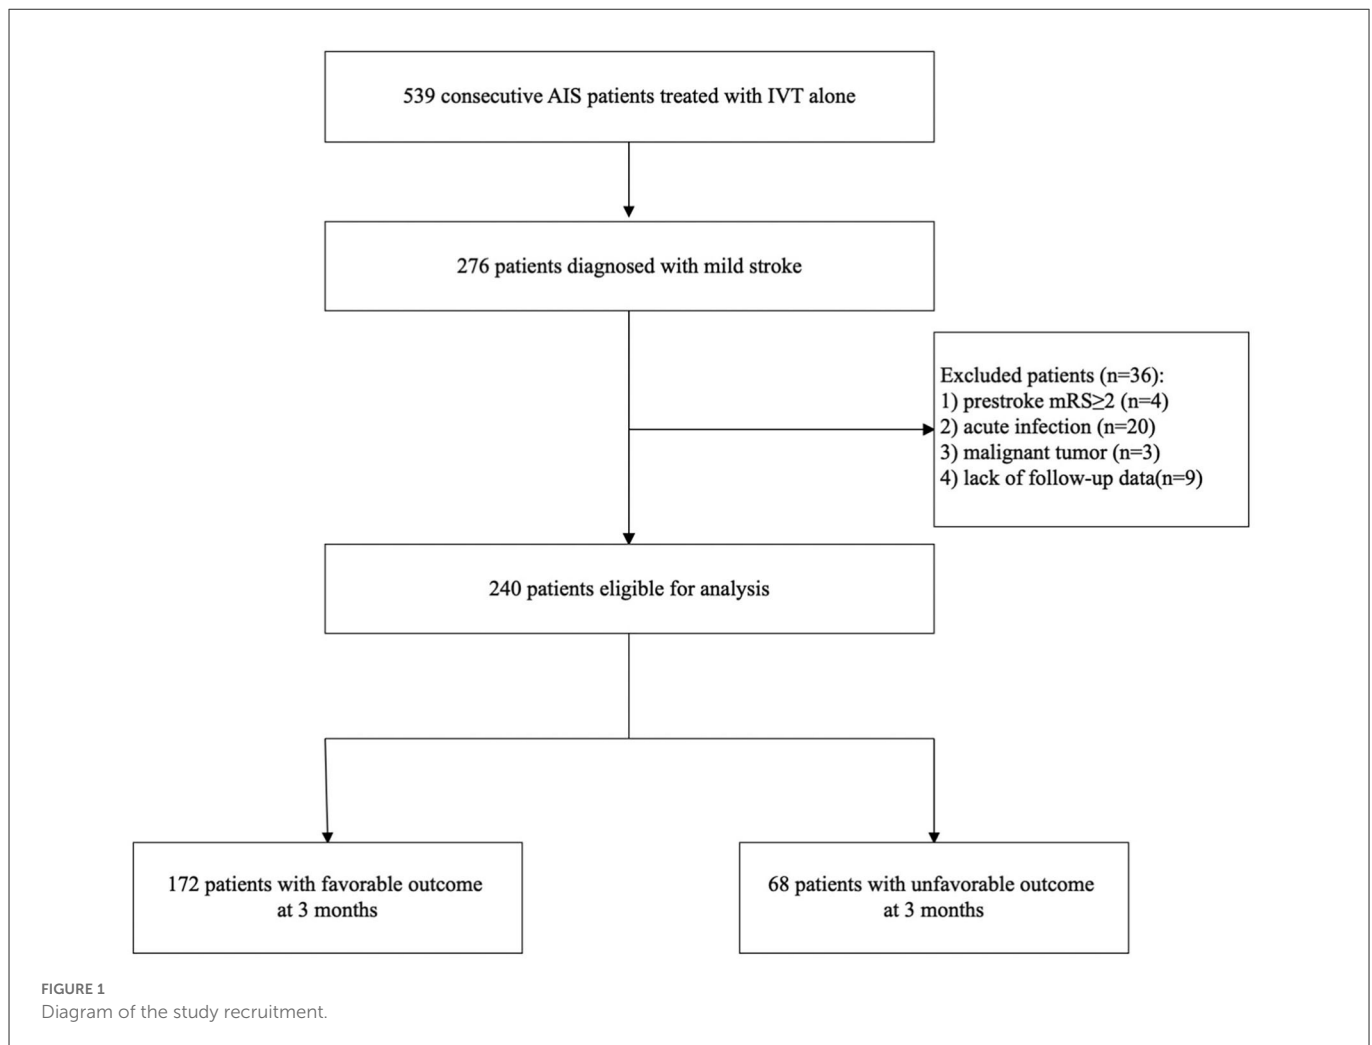 539 consecutive AIS patients treated with IVT alone
276 patients diagnosed with mild stroke
Excluded patients (n=36):
1) prestroke mRS≥2 (n=4)
2) acute infection (n=20)
3) malignant tumor (n=3)
4) lack of follow-up data(n=9)
240 patients eligible for analysis
172 patients with favorable outcome
at 3 months
68 patients with unfavorable outcome
at 3 months
FIGURE 1
Diagram of the study recruitment.